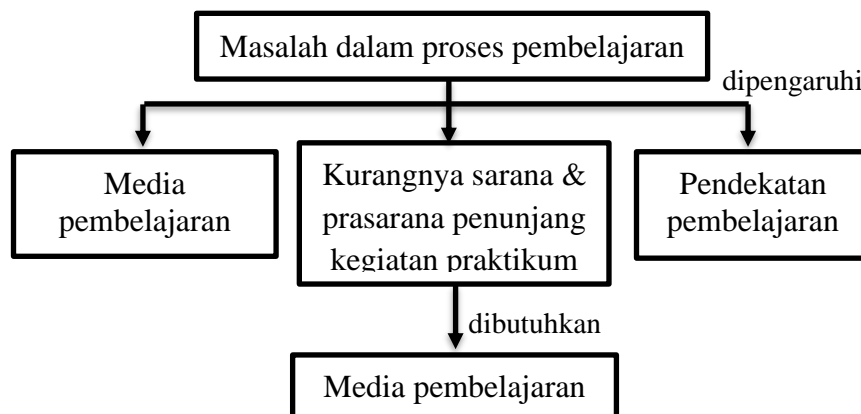 Masalah dalam proses pembelajaran
dipengaruhi
Media
pembelajaran
Kurangnya sarana &
prasarana penunjang
kegiatan praktikum
Pendekatan
pembelajaran
dibutuhkan
Media pembelajaran